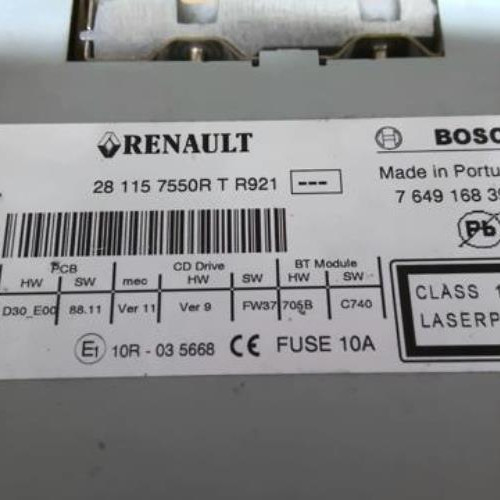 RENAULT BOSC
28 115 7550R T R921 --- Made in Portu
7 649 168 3
Pb
PCB CD Drive BT Module
HW SW mec HW SW HW SW
D30_E00 88.11 Ver 11 Ver 9 FW37 705B C740
CLASS 1
LASERP
E1 10R - 03 5668 CE FUSE 10A